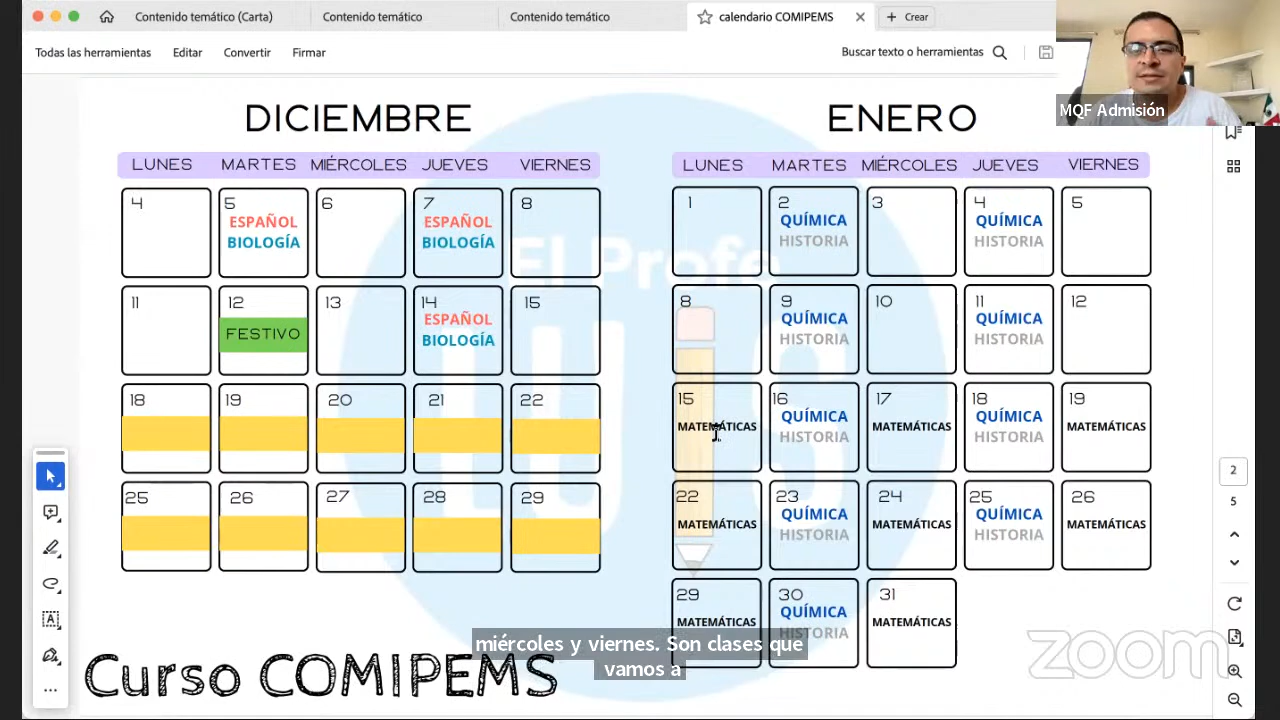 Contenido temático (Carta)
Contenido temático
Contenido temático
calendario COMIPEMS
Crear
Todas las herramientas
Editar
Convertir
Firmar
Buscar texto o herramientas
MQF Admisión
DICIEMBRE
LUNES MARTES MIÉRCOLES JUEVES VIERNES
4 5 6 7 8
ESPAÑOL ESPAÑOL
BIOLOGÍA BIOLOGÍA
11 12 13 14 15
FESTIVO ESPAÑOL
BIOLOGÍA
18 19 20 21 22
25 26 27 28 29
ENERO
LUNES MARTES MIÉRCOLES JUEVES VIERNES
1 2 3 4 5
QUÍMICA QUÍMICA
HISTORIA HISTORIA
8 9 10 11 12
QUÍMICA QUÍMICA
HISTORIA HISTORIA
15 16 17 18 19
MATEMÁTICAS QUÍMICA MATEMÁTICAS QUÍMICA MATEMÁTICAS
HISTORIA HISTORIA
22 23 24 25 26
MATEMÁTICAS QUÍMICA MATEMÁTICAS QUÍMICA MATEMÁTICAS
HISTORIA HISTORIA
29 30 31
MATEMÁTICAS QUÍMICA MATEMÁTICAS
HISTORIA
El Profe
LUIS
2
5
miércoles y viernes. Son clases que
vamos a
Curso COMIPEMS
zoom